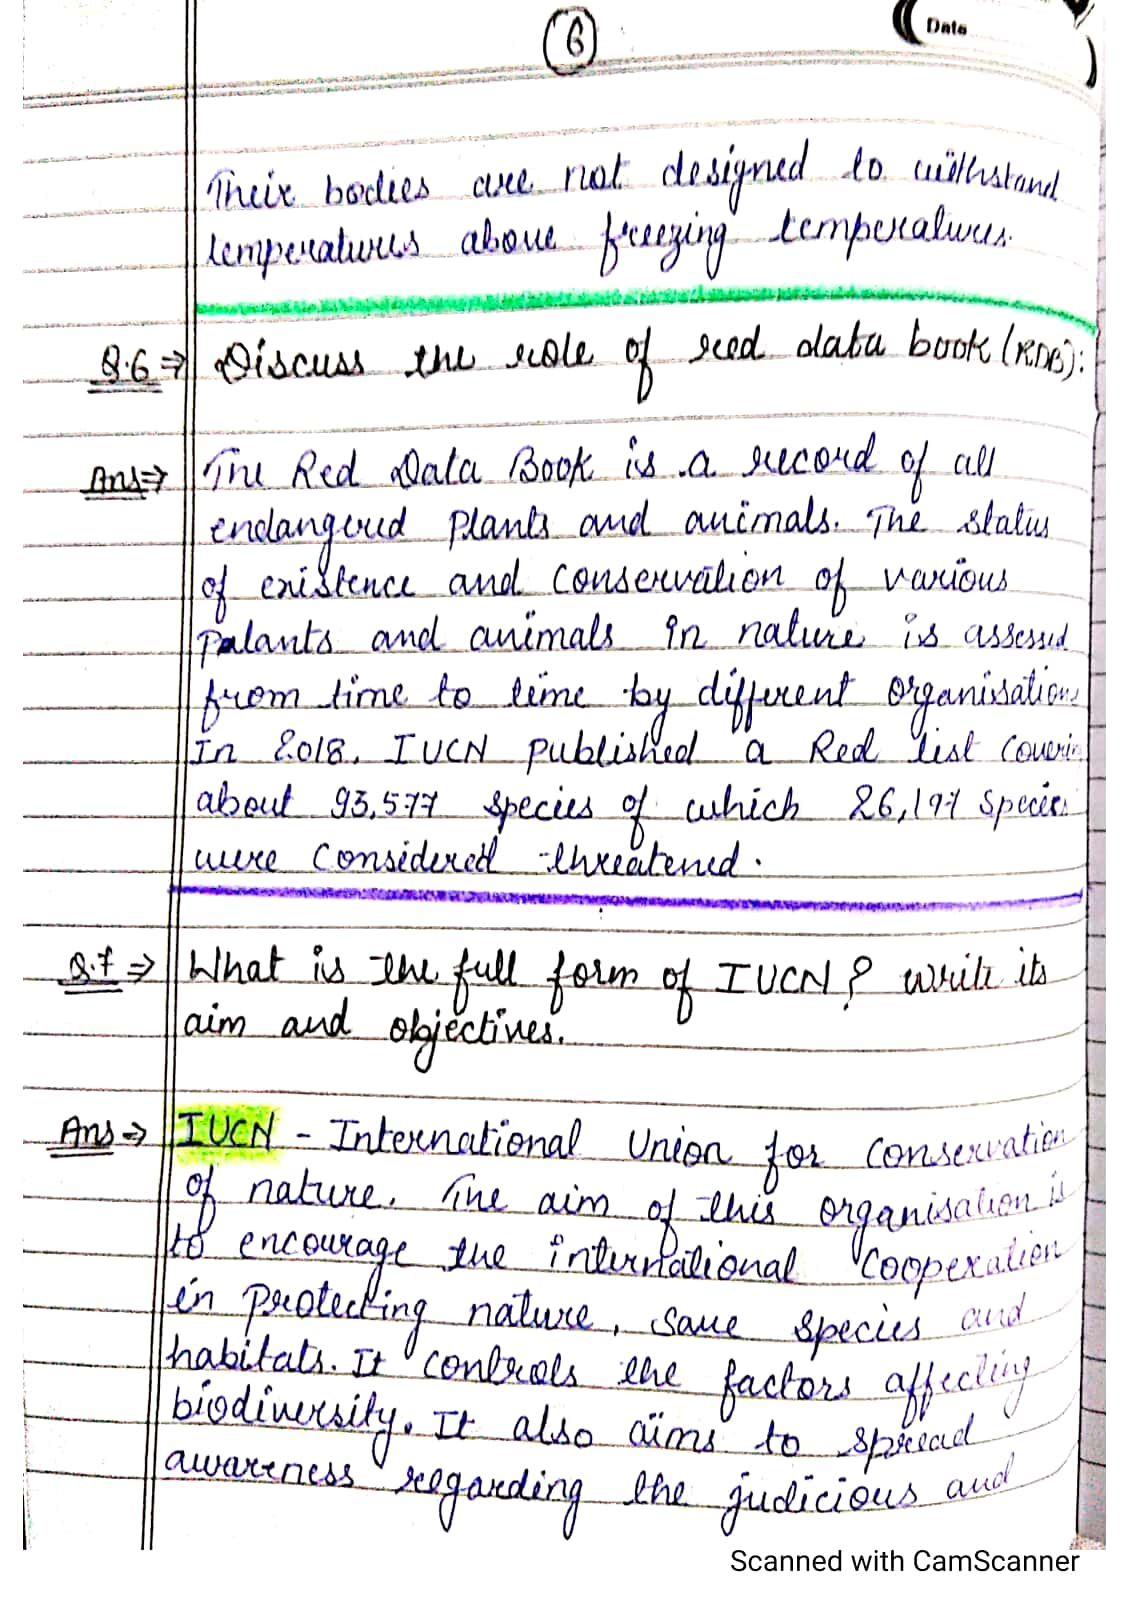 6
Date
Their bodies are not designed to withstand
temperatures above freezing temperatures.
Q.6 ⇒ Discuss the role of red data book (RDB):
Ans ⇒ The Red Data Book is a record of all
endangered plants and animals. The status
of existence and conservation of various
Palants and animals in nature is assessed
from time to time by different organisations
In 2018, IUCN published a Red list coverin
about 93,577 species of which 26,197 species
were considered threatened.
Q.7 ⇒ What is the full form of IUCN? write its
aim and objectives.
Ans ⇒ IUCN - International Union for conservation
of nature. The aim of this organisation is
to encourage the international cooperation
in protecting nature, save species and
habitats. It controls the factors affecting
biodiversity. It also aims to spread
awareness regarding the judicious and
Scanned with CamScanner